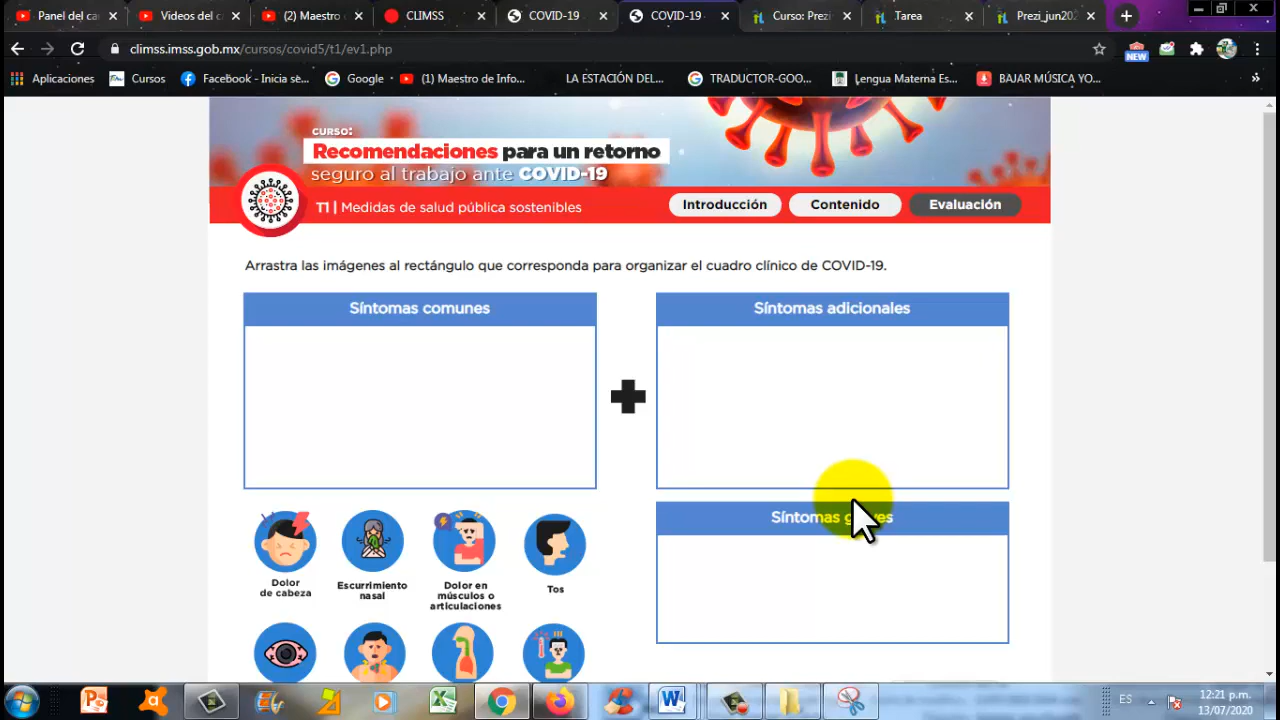 Panel del c
Videos del c
(2) Maestro
CLIMSS
COVID-19
COVID-19
Curso: Prezi
Tarea
Prezi_jun202
climss.imss.gob.mx/cursos/covid5/t1/ev1.php
NEW
Aplicaciones
Cursos
Facebook - Inicia se...
Google
(1) Maestro de Info...
LA ESTACIÓN DEL...
TRADUCTOR-GOO...
Lengua Materna Es...
BAJAR MÚSICA YO...
CURSO:
Recomendaciones para un retorno
seguro al trabajo ante COVID-19
T1 | Medidas de salud pública sostenibles
Introducción
Contenido
Evaluación
Arrastra las imágenes al rectángulo que corresponda para organizar el cuadro clínico de COVID-19.
Síntomas comunes
Síntomas adicionales
Síntomas
Dolor
de cabeza
Escurrimiento
nasal
Dolor en
músculos o
articulaciones
Tos
ES
12:21 p.m.
13/07/2020